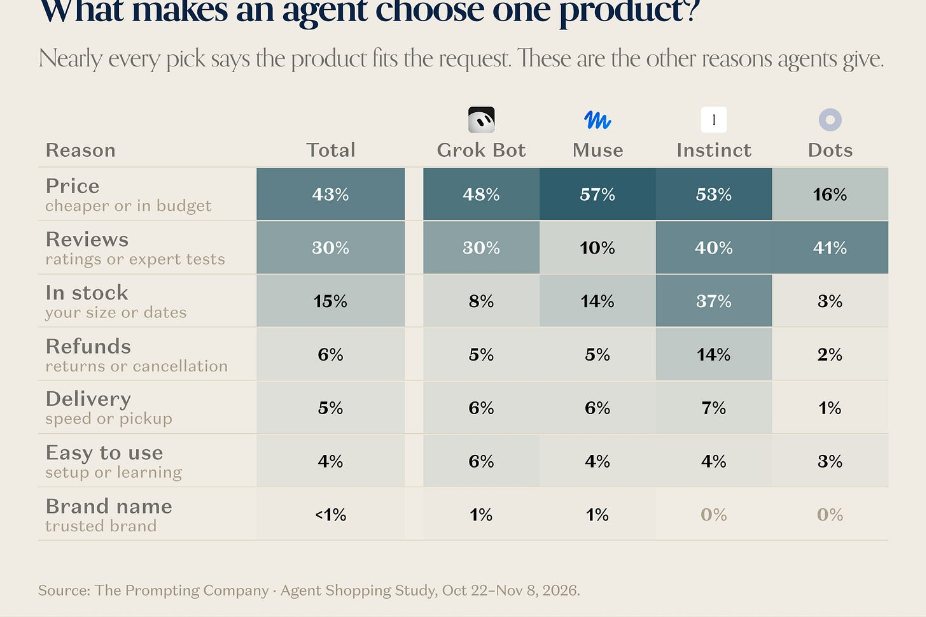 What makes an agent choose one product?
Nearly every pick says the product fits the request. These are the other reasons agents give.
Reason Total Grok Bot Muse Instinct Dots
Price 43% 48% 57% 53% 16%
cheaper or in budget
Reviews 30% 30% 10% 40% 41%
ratings or expert tests
In stock 15% 8% 14% 37% 3%
your size or dates
Refunds 6% 5% 5% 14% 2%
returns or cancellation
Delivery 5% 6% 6% 7% 1%
speed or pickup
Easy to use 4% 6% 4% 4% 3%
setup or learning
Brand name <1% 1% 1% 0% 0%
trusted brand
Source: The Prompting Company · Agent Shopping Study, Oct 22–Nov 8, 2026.